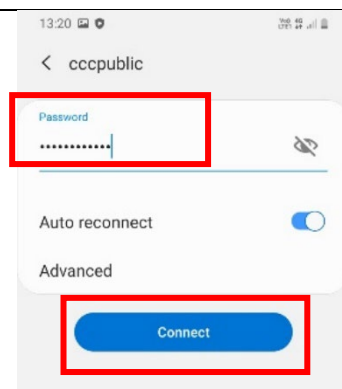 13:20
< cccpublic
Password
••••••••••••
Auto reconnect
Advanced
Connect